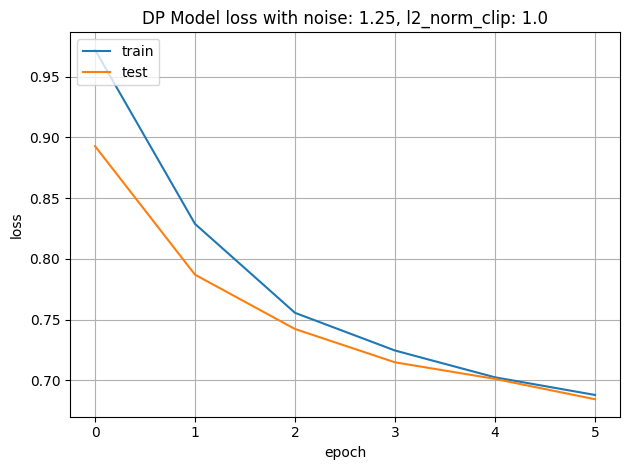 DP Model loss with noise: 1.25, l2_norm_clip: 1.0
train
test
0.95
0.90
0.85
0.80
0.75
0.70
loss
0 1 2 3 4 5
epoch